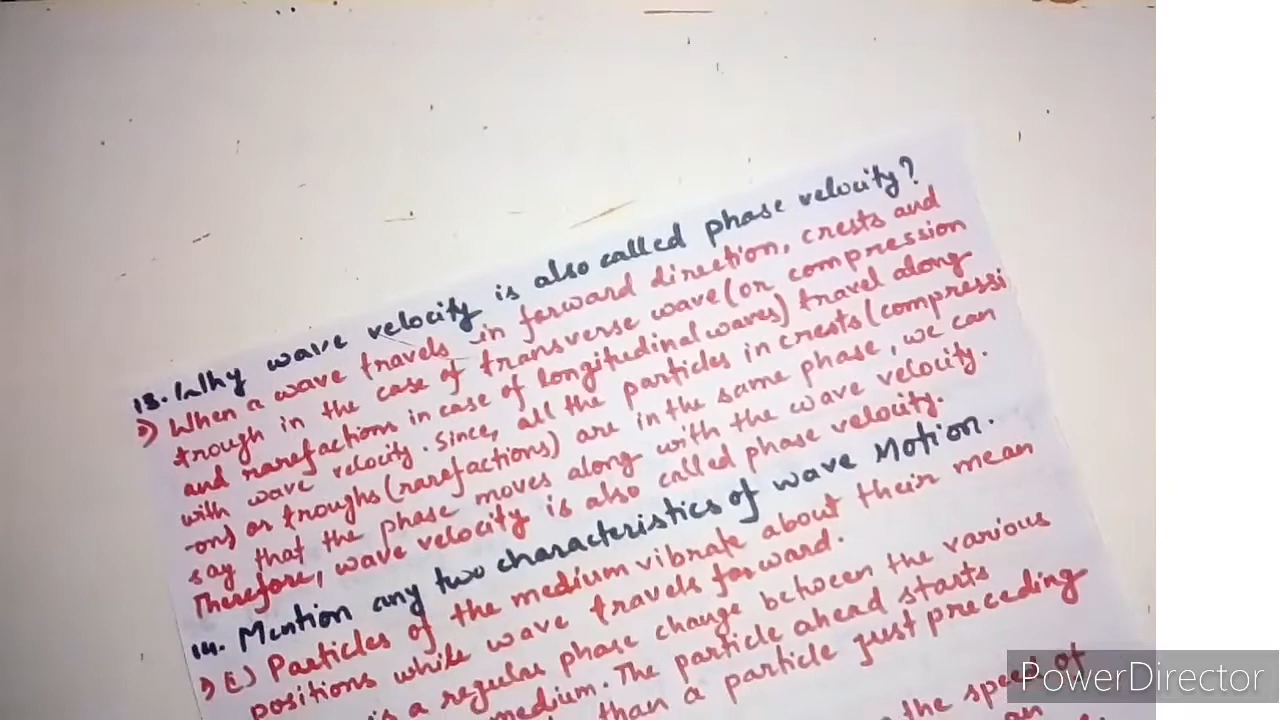 13. Why wave velocity is also called phase velocity?
When a wave travels in forward direction, crests and
trough in the case of transverse wave (or compression
and rarefactions in case of longitudinal waves) travel along
with wave velocity. Since, all the particles in crests (compressi
-on) or troughs (rarefactions) are in the same phase, we can
say that the phase moves along with the wave velocity.
Therefore, wave velocity is also called phase velocity.
14. Mention any two characteristics of wave Motion.
(i) Particles of the medium vibrate about their mean
positions while wave travels forward.
is a regular phase change between the various
medium. The particle ahead starts
than a particle just preceding
the speed of
an
PowerDirector